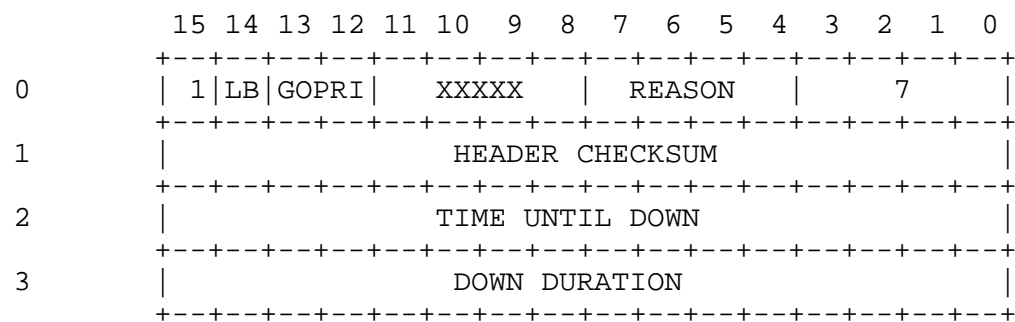 15 14 13 12 11 10 9 8 7 6 5 4 3 2 1 0
+--+--+--+--+--+--+--+--+--+--+--+--+--+--+--+--+
0 | 1|LB|GOPRI| XXXXX | REASON | 7 |
+--+--+--+--+--+--+--+--+--+--+--+--+--+--+--+--+
1 | HEADER CHECKSUM |
+--+--+--+--+--+--+--+--+--+--+--+--+--+--+--+--+
2 | TIME UNTIL DOWN |
+--+--+--+--+--+--+--+--+--+--+--+--+--+--+--+--+
3 | DOWN DURATION |
+--+--+--+--+--+--+--+--+--+--+--+--+--+--+--+--+